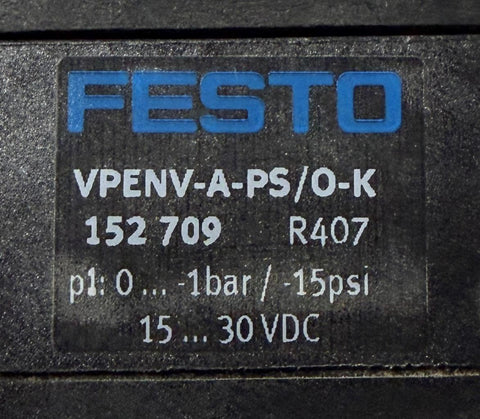 FESTO
VPENV-A-PS/O-K
152 709 R407
p1: 0 ... -1bar / -15psi
15 ... 30 VDC